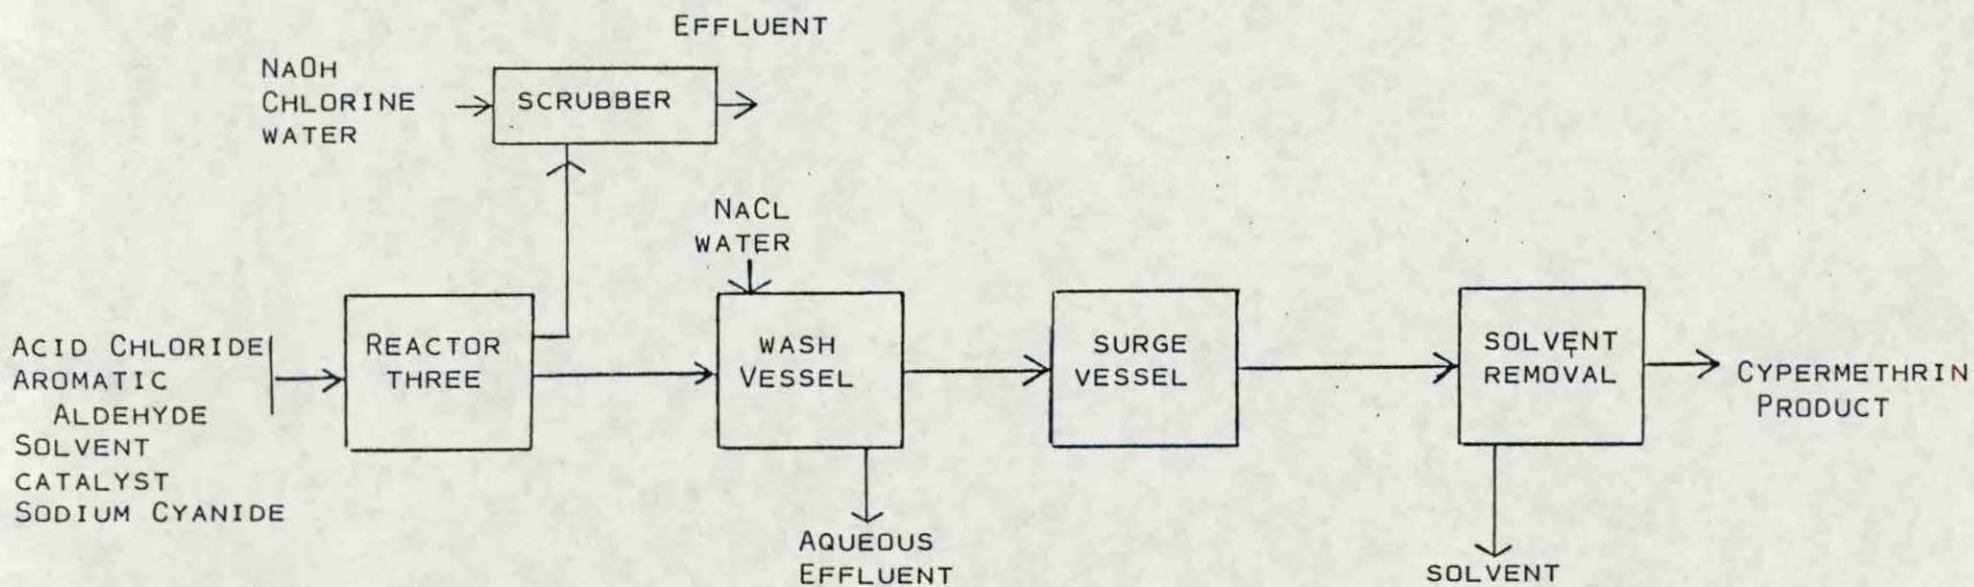 EFFLUENT
NAOH
CHLORINE
WATER
SCRUBBER
NACL
WATER
ACID CHLORIDE
AROMATIC
ALDEHYDE
SOLVENT
CATALYST
SODIUM CYANIDE
REACTOR
THREE
WASH
VESSEL
SURGE
VESSEL
SOLVENT
REMOVAL
CYPERMETHRIN
PRODUCT
AQUEOUS
EFFLUENT
SOLVENT